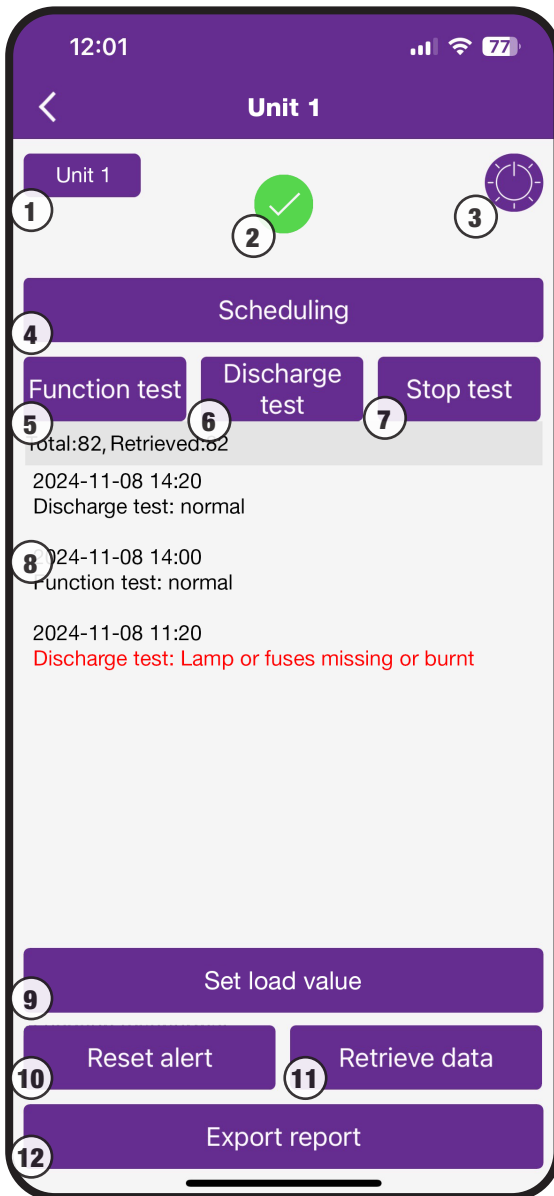 12:01
77
Unit 1
Unit 1
1
2
3
Scheduling
4
Function test
Discharge
test
Stop test
5
6
7
Total:82, Retrieved:82
2024-11-08 14:20
Discharge test: normal
2024-11-08 14:00
8
Function test: normal
2024-11-08 11:20
Discharge test: Lamp or fuses missing or burnt
Set load value
9
Reset alert
Retrieve data
10
11
Export report
12